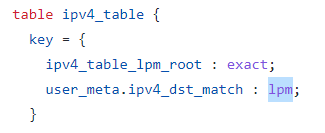 table ipv4_table {
key = {
ipv4_table_lpm_root : exact;
user_meta.ipv4_dst_match : lpm;
}